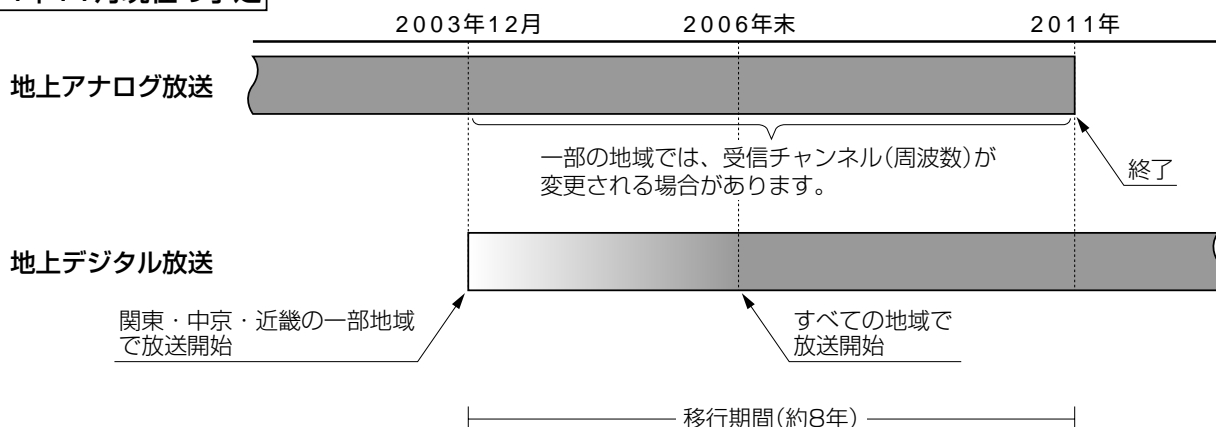 2003年12月 2006年末 2011年
地上アナログ放送
一部の地域では、受信チャンネル(周波数)が
変更される場合があります。
終了
地上デジタル放送
関東・中京・近畿の一部地域
で放送開始
すべての地域で
放送開始
移行期間(約8年)